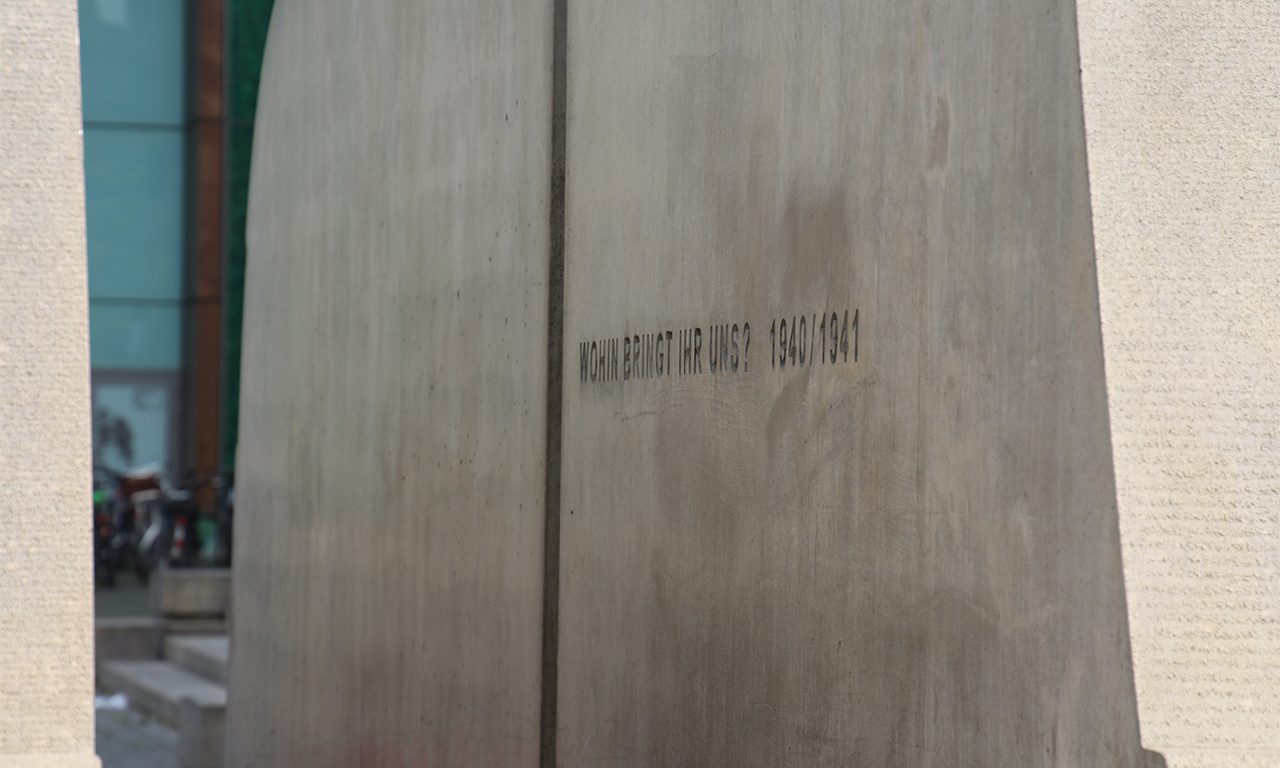 WOHIN BRINGT IHR UNS? 1940/1941